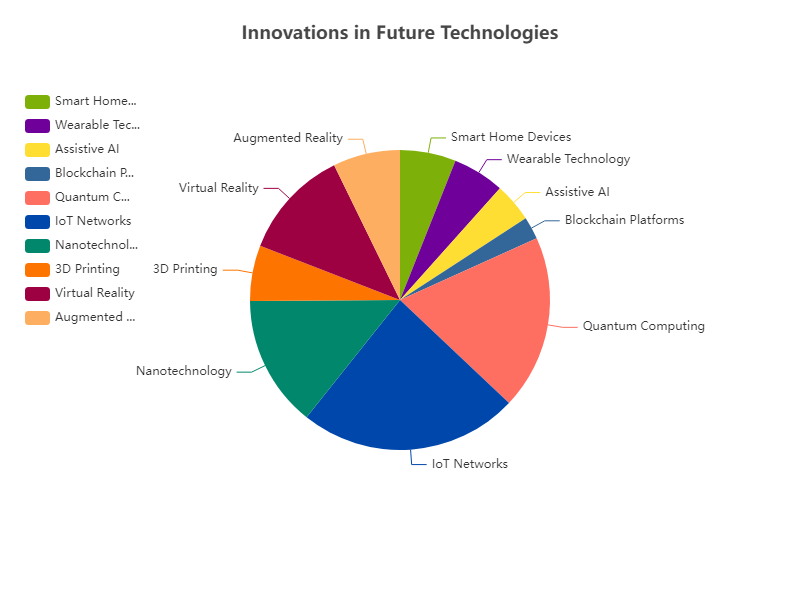 Innovations in Future Technologies
Smart Home...
Wearable Tec...
Assistive AI
Blockchain P...
Quantum C...
IoT Networks
Nanotechnol...
3D Printing
Virtual Reality
Augmented ...
Smart Home Devices
Wearable Technology
Assistive AI
Blockchain Platforms
Quantum Computing
IoT Networks
Nanotechnology
3D Printing
Virtual Reality
Augmented Reality